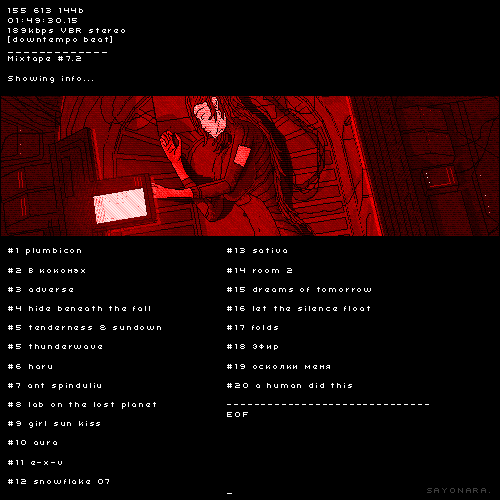 155 613 144b
01:49:30.15
189kbps VBR stereo
[downtempo beat]
_____________
Mixtape #7.2
Showing info...
#1 plumbicon
#2 В коконэх
#3 adverse
#4 hide beneath the fall
#5 tenderness & sundown
#5 thunderwave
#6 haru
#7 ant spinduliu
#8 lab on the lost planet
#9 girl sun kiss
#10 aura
#11 e-x-u
#12 snowflake 07
#13 sativa
#14 room 2
#15 dreams of tomorrow
#16 let the silence float
#17 folds
#18 Эфир
#19 осколки меня
#20 a human did this
------------------------------
EOF
_
SAYONARA.